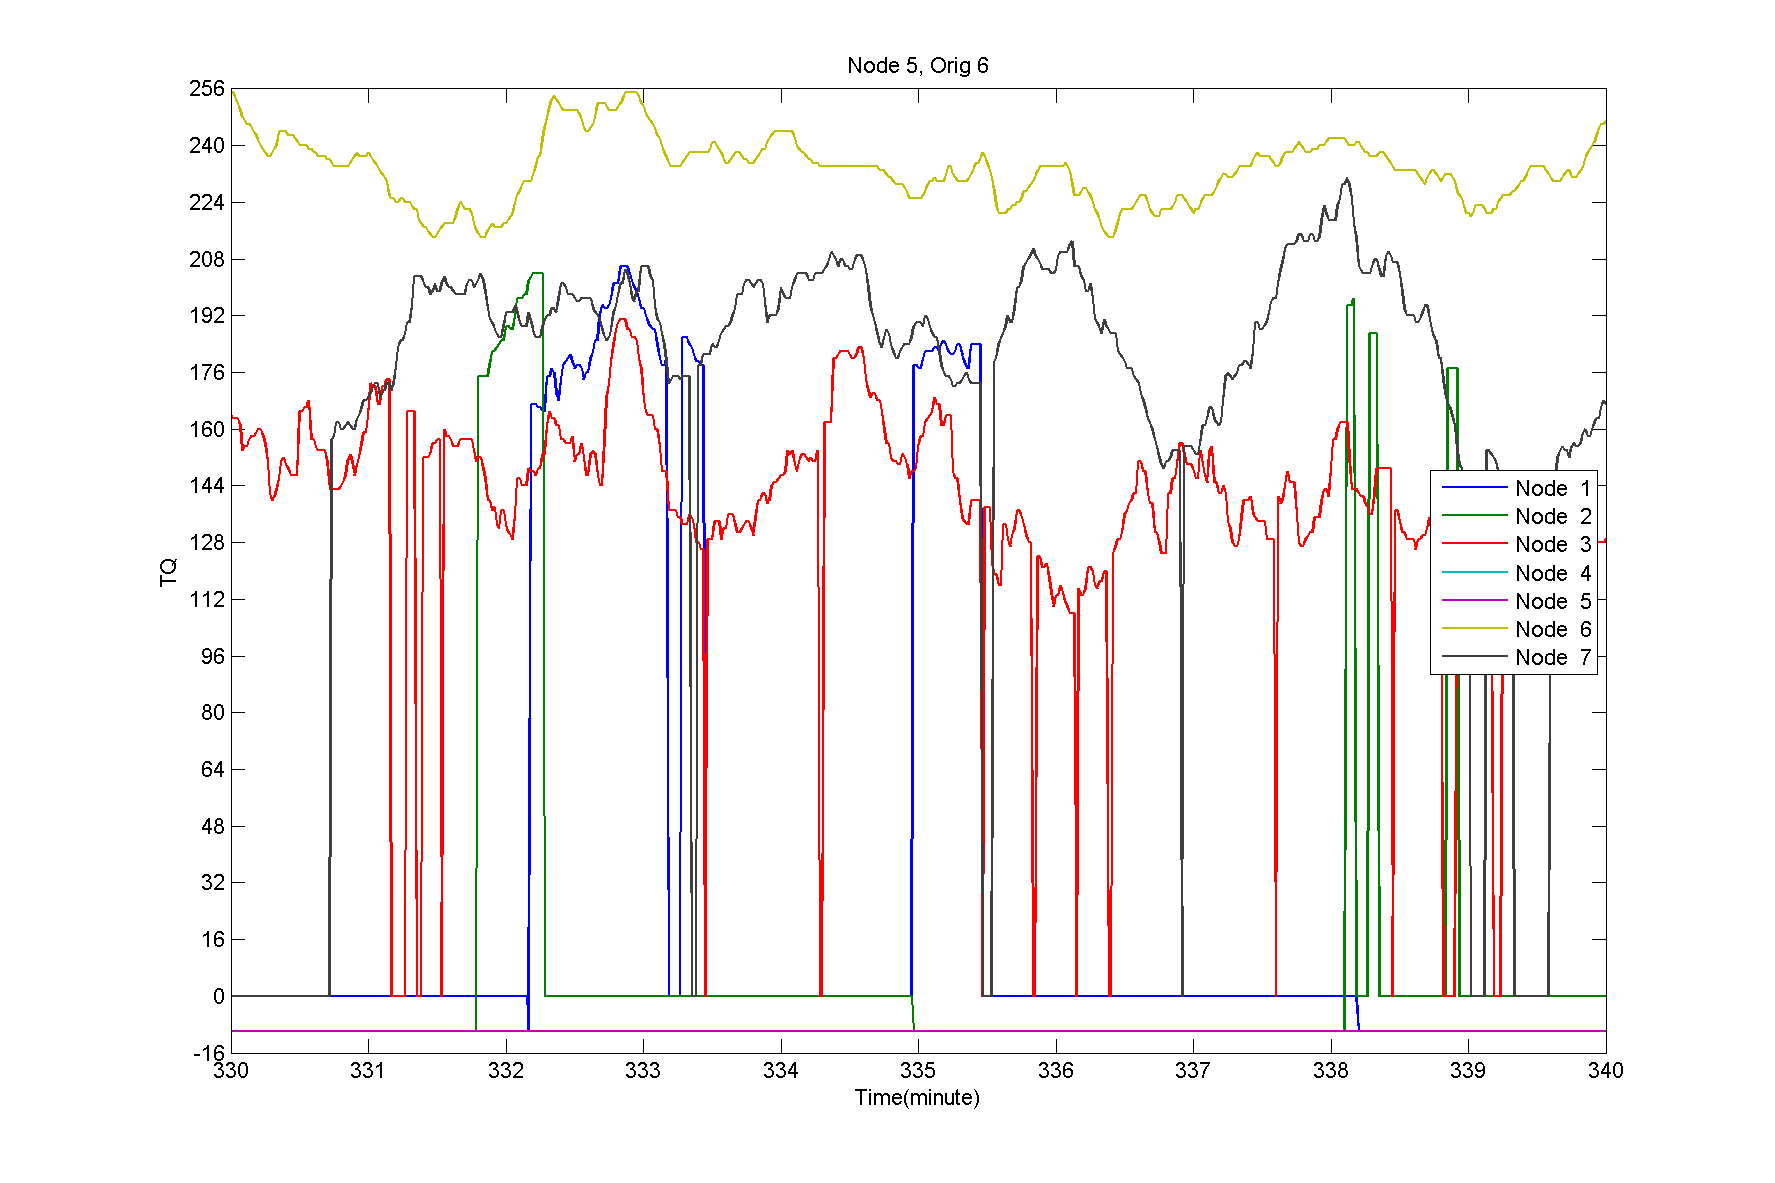 Node 5, Orig 6
256
240
224
208
192
176
160
144
128
112
96
80
64
48
32
16
0
-16
TQ
Node 1
Node 2
Node 3
Node 4
Node 5
Node 6
Node 7
330 331 332 333 334 335 336 337 338 339 340
Time(minute)